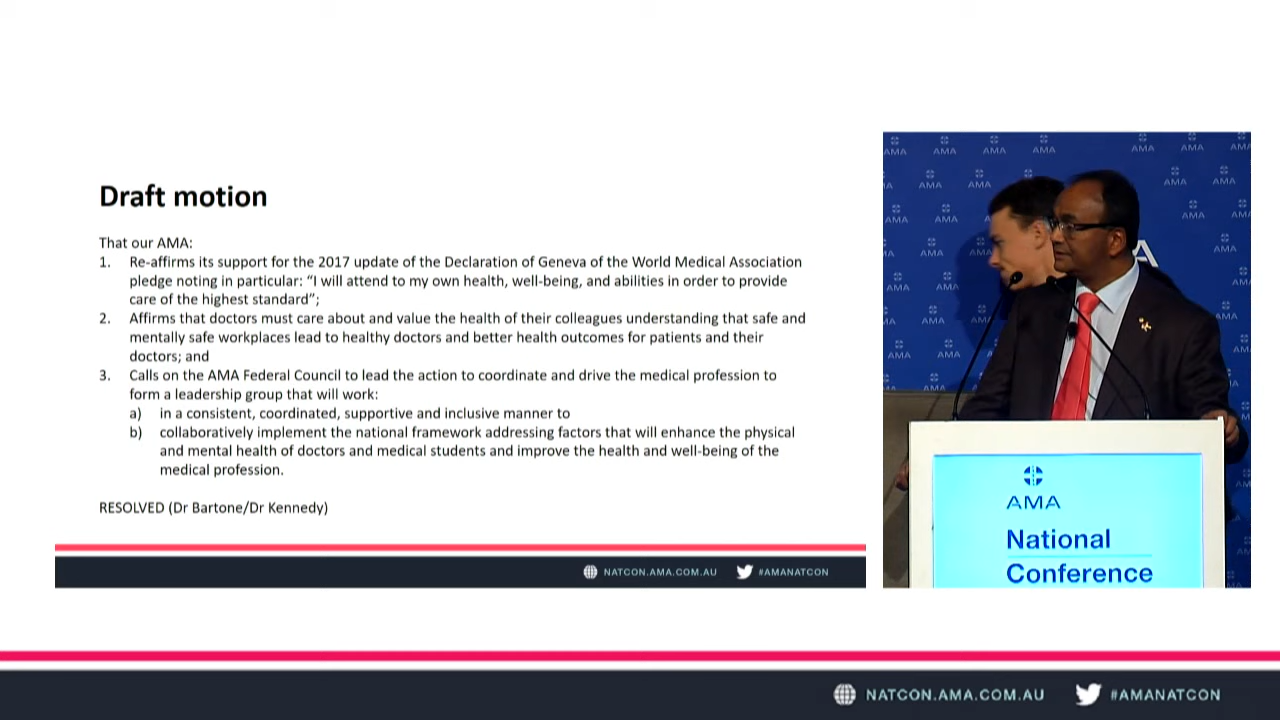 Draft motion
That our AMA:
1. Re-affirms its support for the 2017 update of the Declaration of Geneva of the World Medical Association
pledge noting in particular: “I will attend to my own health, well-being, and abilities in order to provide
care of the highest standard”;
2. Affirms that doctors must care about and value the health of their colleagues understanding that safe and
mentally safe workplaces lead to healthy doctors and better health outcomes for patients and their
doctors; and
3. Calls on the AMA Federal Council to lead the action to coordinate and drive the medical profession to
form a leadership group that will work:
a) in a consistent, coordinated, supportive and inclusive manner to
b) collaboratively implement the national framework addressing factors that will enhance the physical
and mental health of doctors and medical students and improve the health and well-being of the
medical profession.
RESOLVED (Dr Bartone/Dr Kennedy)
NATCON.AMA.COM.AU #AMANATCON
AMA
National
Conference
NATCON.AMA.COM.AU #AMANATCON